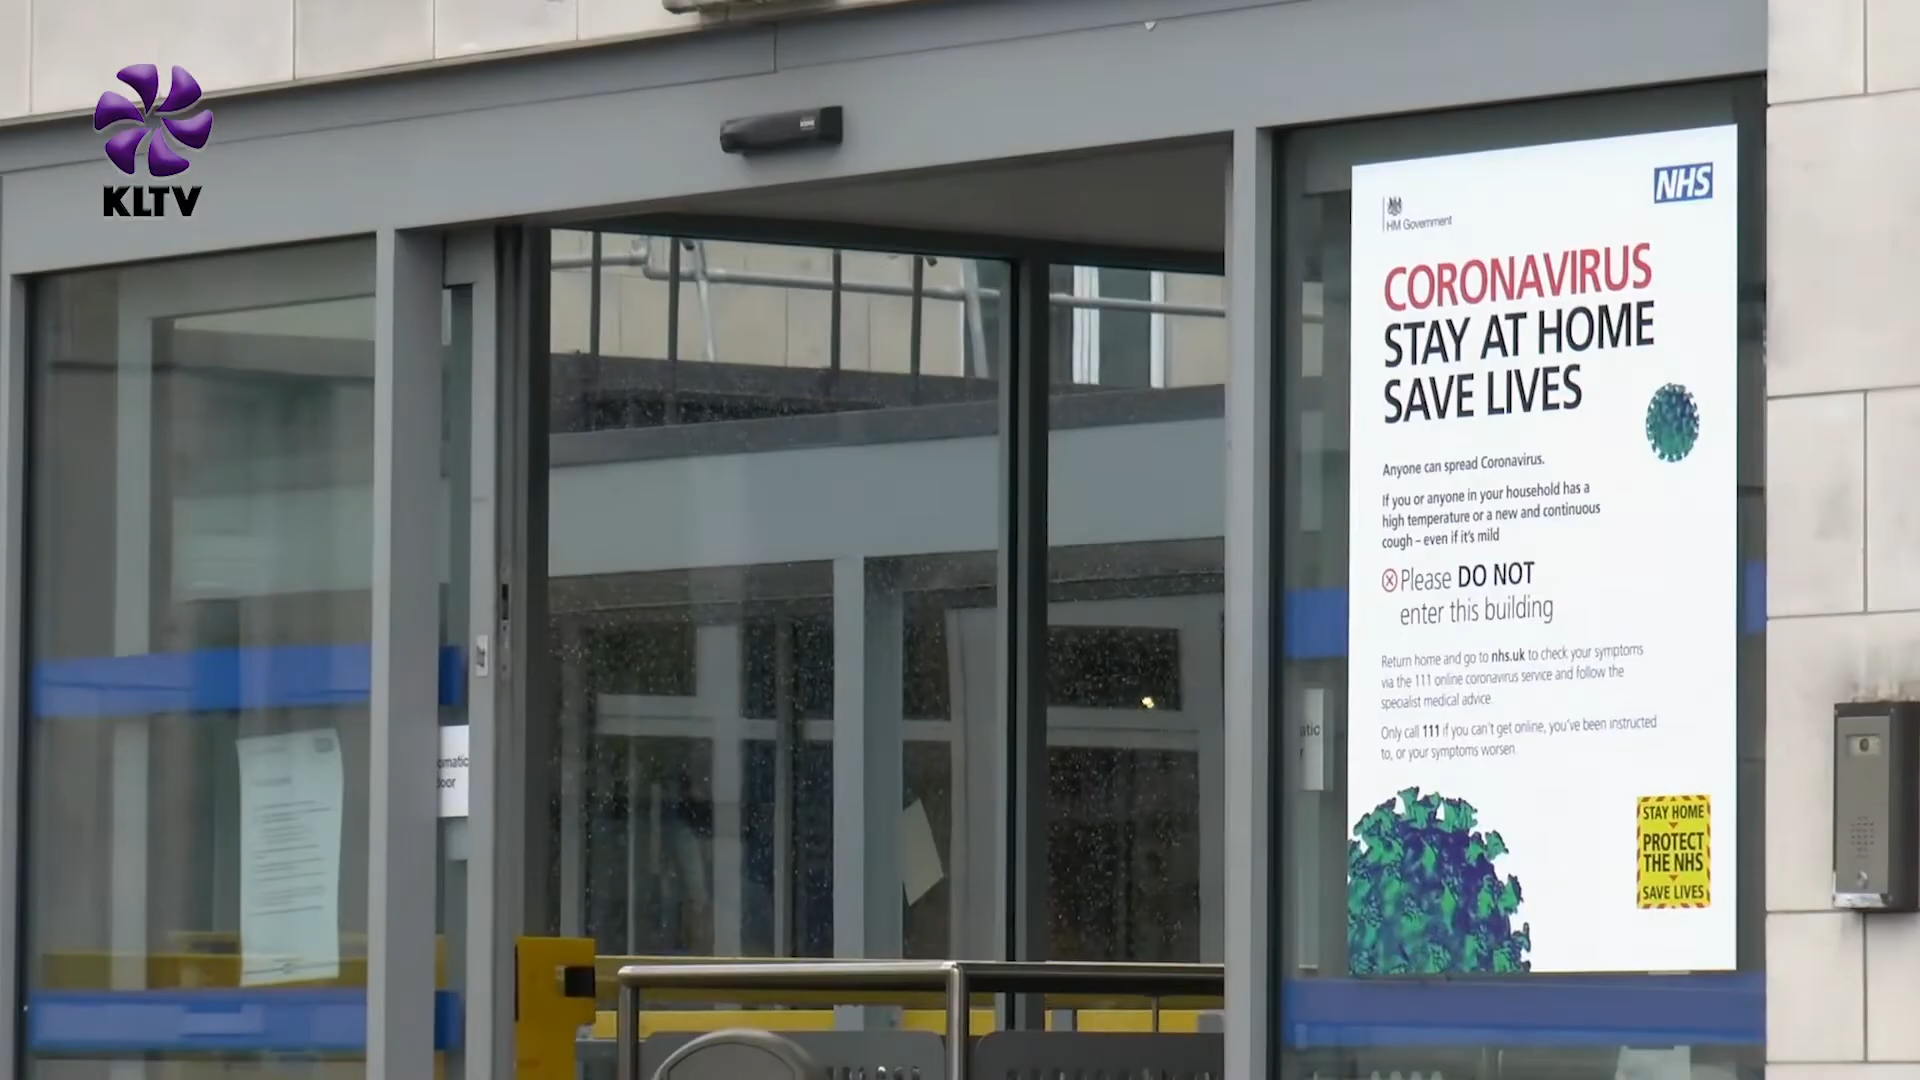 KLTV
NHS
HM Government
CORONAVIRUS
STAY AT HOME
SAVE LIVES
Anyone can spread Coronavirus.
If you or anyone in your household has a
high temperature or a new and continuous
cough – even if it's mild
Please DO NOT
enter this building
Return home and go to nhs.uk to check your symptoms
via the 111 online coronavirus service and follow the
specialist medical advice.
Only call 111 if you can't get online, you've been instructed
to, or your symptoms worsen.
STAY HOME
PROTECT
THE NHS
SAVE LIVES
omatic
oor
atic
r